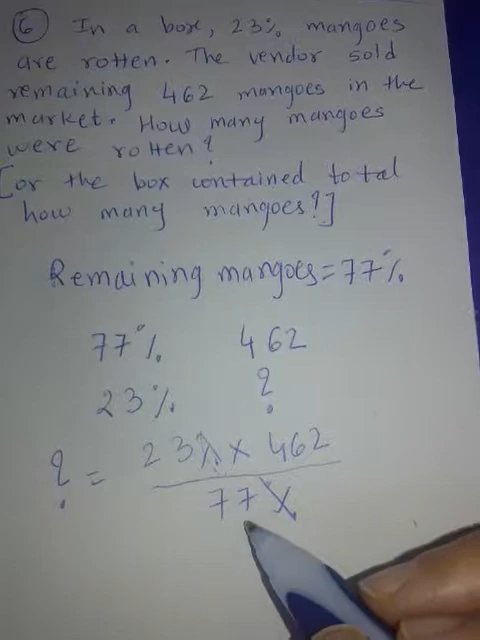 6 In a box, 23% mangoes
are rotten. The vendor sold
remaining 462 mangoes in the
market. How many mangoes
were rotten?
[or the box contained total
how many mangoes?]
Remaining mangoes = 77%
77% 462
23% ?
? = 23% x 462
77%